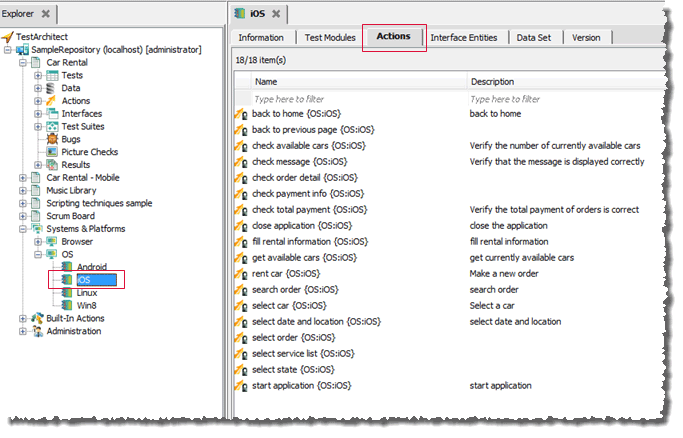 Explorer
TestArchitect
SampleRepository (localhost) [administrator]
Car Rental
Tests
Data
Actions
Interfaces
Test Suites
Bugs
Picture Checks
Results
Car Rental - Mobile
Music Library
Scripting techniques sample
Scrum Board
Systems & Platforms
Browser
OS
Android
iOS
Linux
Win8
Built-In Actions
Administration
iOS
Information Test Modules Actions Interface Entities Data Set Version
18/18 item(s)
Name Description
Type here to filter Type here to filter
back to home {OS:iOS} back to home
back to previous page {OS:iOS}
check available cars {OS:iOS} Verify the number of currently available cars
check message {OS:iOS} Verify that the message is displayed correctly
check order detail {OS:iOS}
check payment info {OS:iOS}
check total payment {OS:iOS} Verify the total payment of orders is correct
close application {OS:iOS} close the application
fill rental information {OS:iOS} fill rental information
get available cars {OS:iOS} get currently available cars
rent car {OS:iOS} Make a new order
search order {OS:iOS} search order
select car {OS:iOS} Select a car
select date and location {OS:iOS} select date and location
select order {OS:iOS}
select service list {OS:iOS}
select state {OS:iOS}
start application {OS:iOS} start application